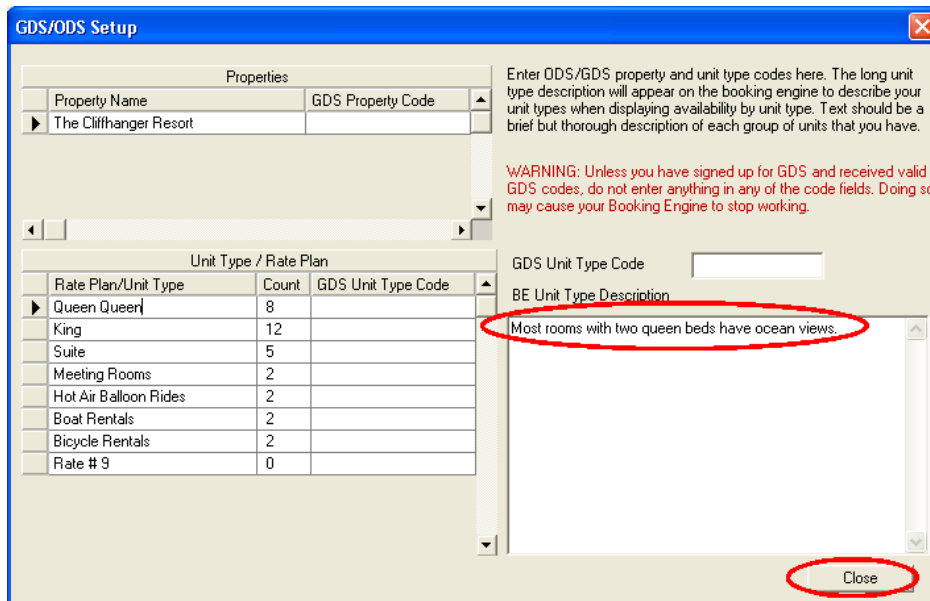 GDS/ODS Setup
Properties
Property Name GDS Property Code
The Cliffhanger Resort
Enter ODS/GDS property and unit type codes here. The long unit
type description will appear on the booking engine to describe your
unit types when displaying availability by unit type. Text should be a
brief but thorough description of each group of units that you have.
WARNING: Unless you have signed up for GDS and received valid
GDS codes, do not enter anything in any of the code fields. Doing so
may cause your Booking Engine to stop working.
Unit Type / Rate Plan
Rate Plan/Unit Type Count GDS Unit Type Code
Queen Queen 8
King 12
Suite 5
Meeting Rooms 2
Hot Air Balloon Rides 2
Boat Rentals 2
Bicycle Rentals 2
Rate # 9 0
GDS Unit Type Code
BE Unit Type Description
Most rooms with two queen beds have ocean views.
Close